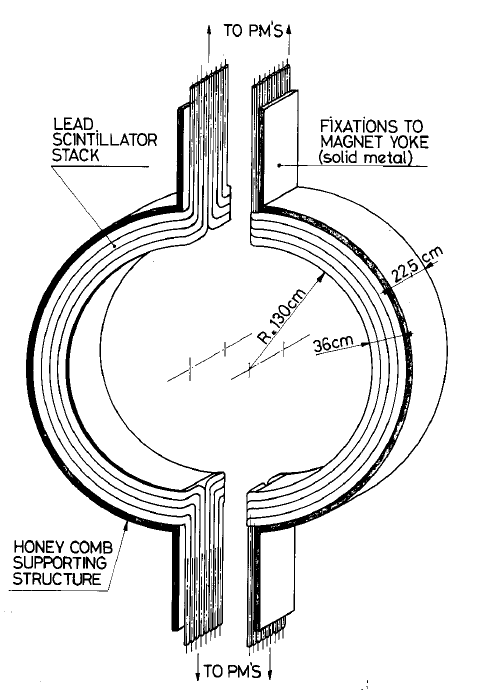 TO PM'S
LEAD
SCINTILLATOR
STACK
FIXATIONS TO
MAGNET YOKE
(solid metal)
22,5 cm
R = 130cm
36cm
HONEY COMB
SUPPORTING
STRUCTURE
TO PM'S